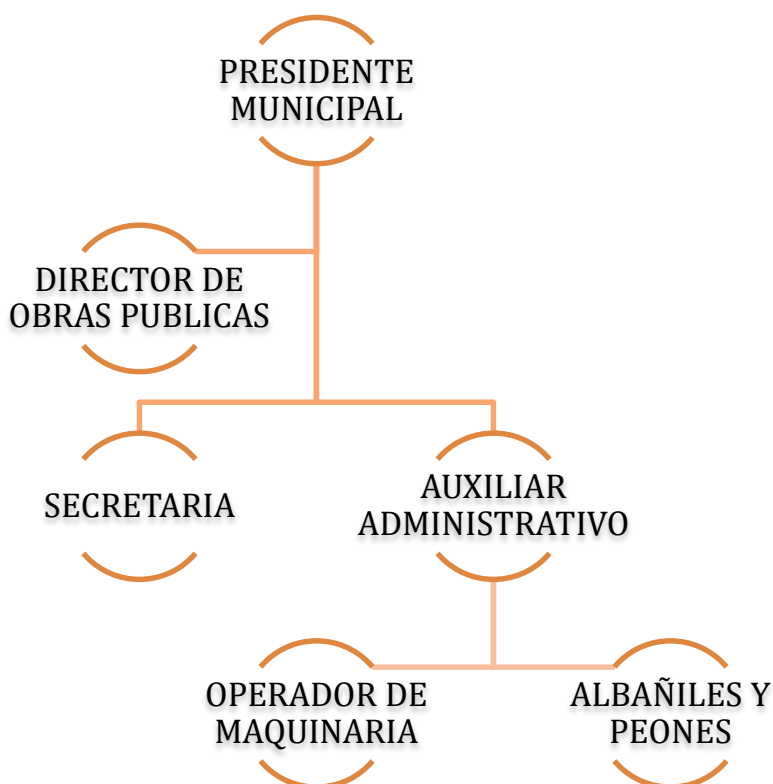 PRESIDENTE
MUNICIPAL
DIRECTOR DE
OBRAS PUBLICAS
SECRETARIA
AUXILIAR
ADMINISTRATIVO
OPERADOR DE
MAQUINARIA
ALBAÑILES Y
PEONES